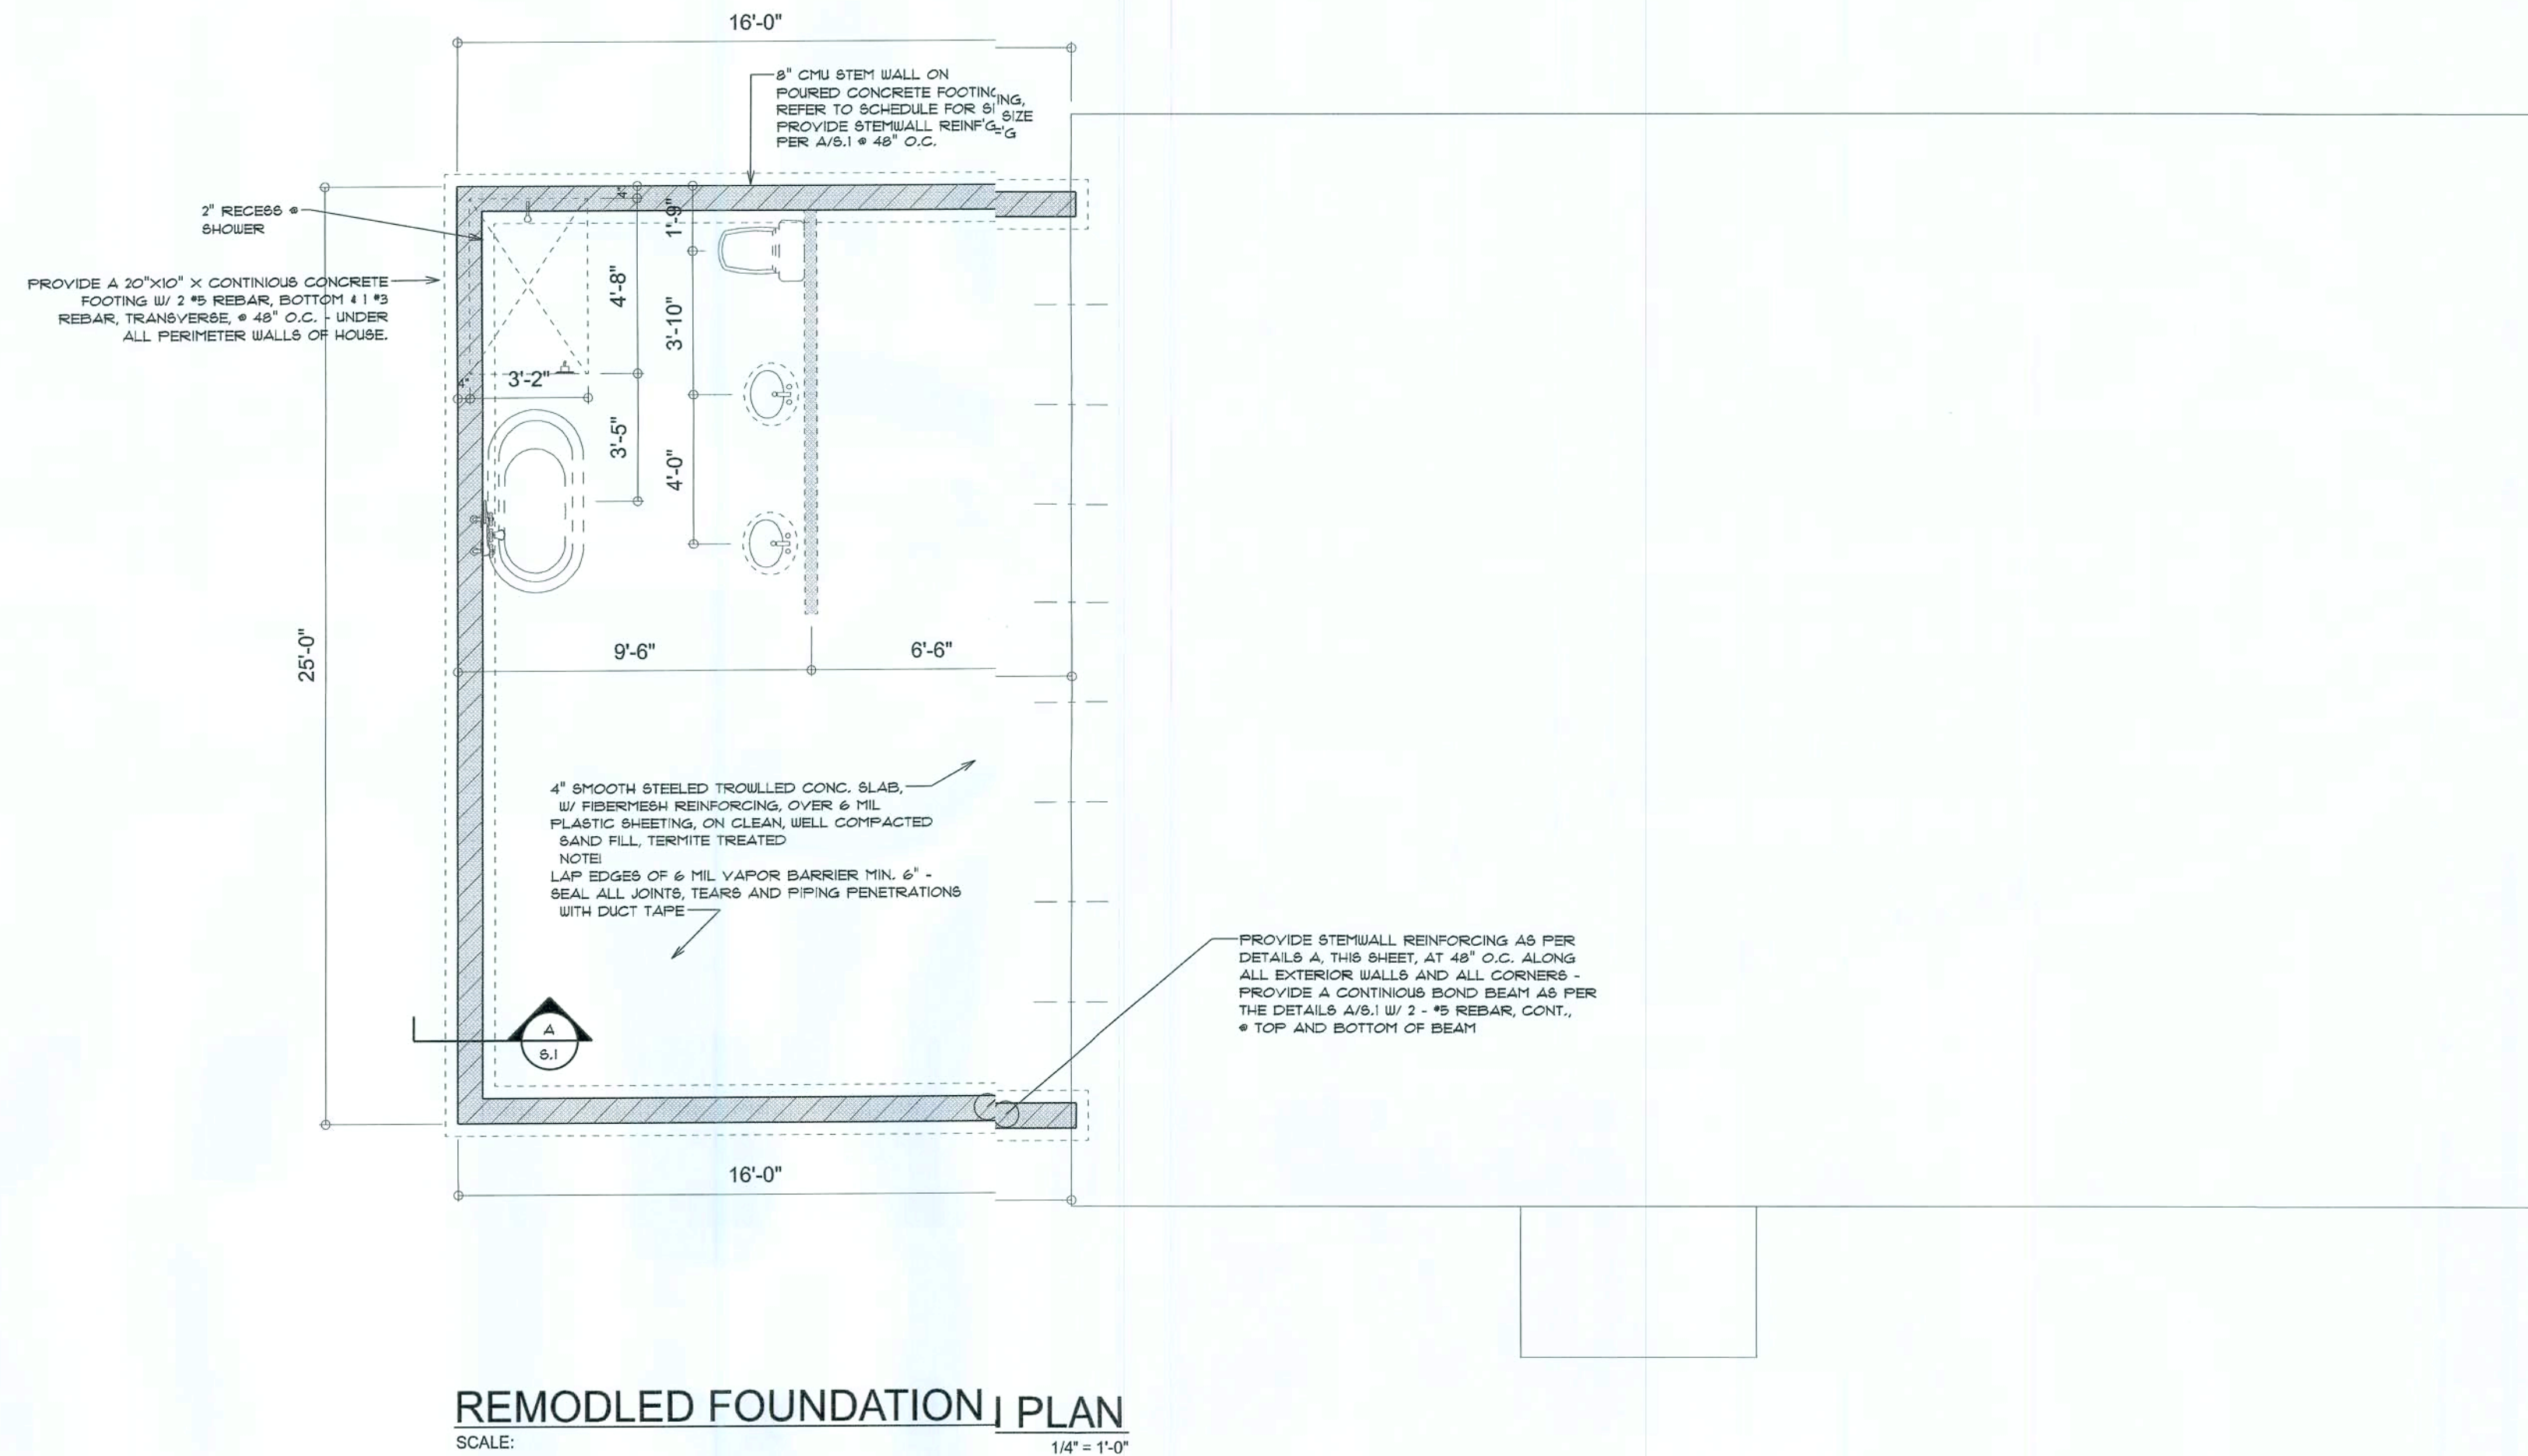 16'-0"
8" CMU STEM WALL ON
POURED CONCRETE FOOTING,
REFER TO SCHEDULE FOR SIZE
PROVIDE STEMWALL REINF'G
PER A/S.1 @ 48" O.C.
2" RECESS @
SHOWER
PROVIDE A 20"X10" X CONTINIOUS CONCRETE
FOOTING W/ 2 #5 REBAR, BOTTOM & 1 #3
REBAR, TRANSVERSE, @ 48" O.C. - UNDER
ALL PERIMETER WALLS OF HOUSE.
4"
1'-9"
4'-8"
3'-10"
4"
3'-2"
3'-5"
4'-0"
25'-0"
9'-6"
6'-6"
4" SMOOTH STEELED TROWLLED CONC. SLAB,
W/ FIBERMESH REINFORCING, OVER 6 MIL
PLASTIC SHEETING, ON CLEAN, WELL COMPACTED
SAND FILL, TERMITE TREATED
NOTE:
LAP EDGES OF 6 MIL VAPOR BARRIER MIN. 6" -
SEAL ALL JOINTS, TEARS AND PIPING PENETRATIONS
WITH DUCT TAPE
PROVIDE STEMWALL REINFORCING AS PER
DETAILS A, THIS SHEET, AT 48" O.C. ALONG
ALL EXTERIOR WALLS AND ALL CORNERS -
PROVIDE A CONTINIOUS BOND BEAM AS PER
THE DETAILS A/S.1 W/ 2 - #5 REBAR, CONT.,
@ TOP AND BOTTOM OF BEAM
A
S.1
16'-0"
REMODLED FOUNDATION PLAN
SCALE: 1/4" = 1'-0"